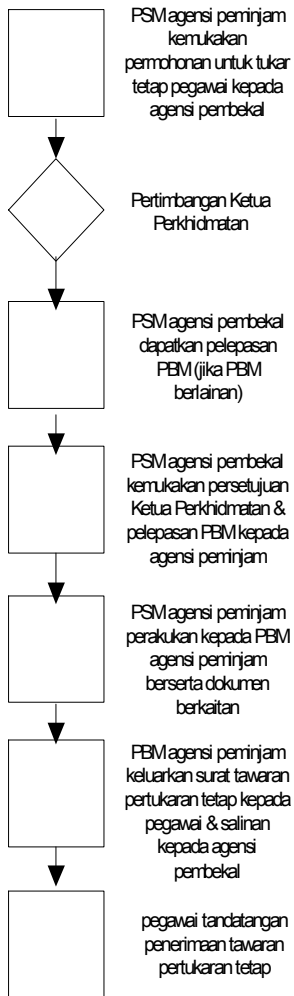 PSM agensi peminjam
kemukakan
permohonan untuk tukar
tetap pegawai kepada
agensi pembekal
Pertimbangan Ketua
Perkhidmatan
PSM agensi pembekal
dapatkan pelepasan
PBM (jika PBM
berlainan)
PSM agensi pembekal
kemukakan persetujuan
Ketua Perkhidmatan &
pelepasan PBM kepada
agensi peminjam
PSM agensi peminjam
perakukan kepada PBM
agensi peminjam
berserta dokumen
berkaitan
PBM agensi peminjam
keluarkan surat tawaran
pertukaran tetap kepada
pegawai & salinan
kepada agensi
pembekal
pegawai tandatangan
penerimaan tawaran
pertukaran tetap